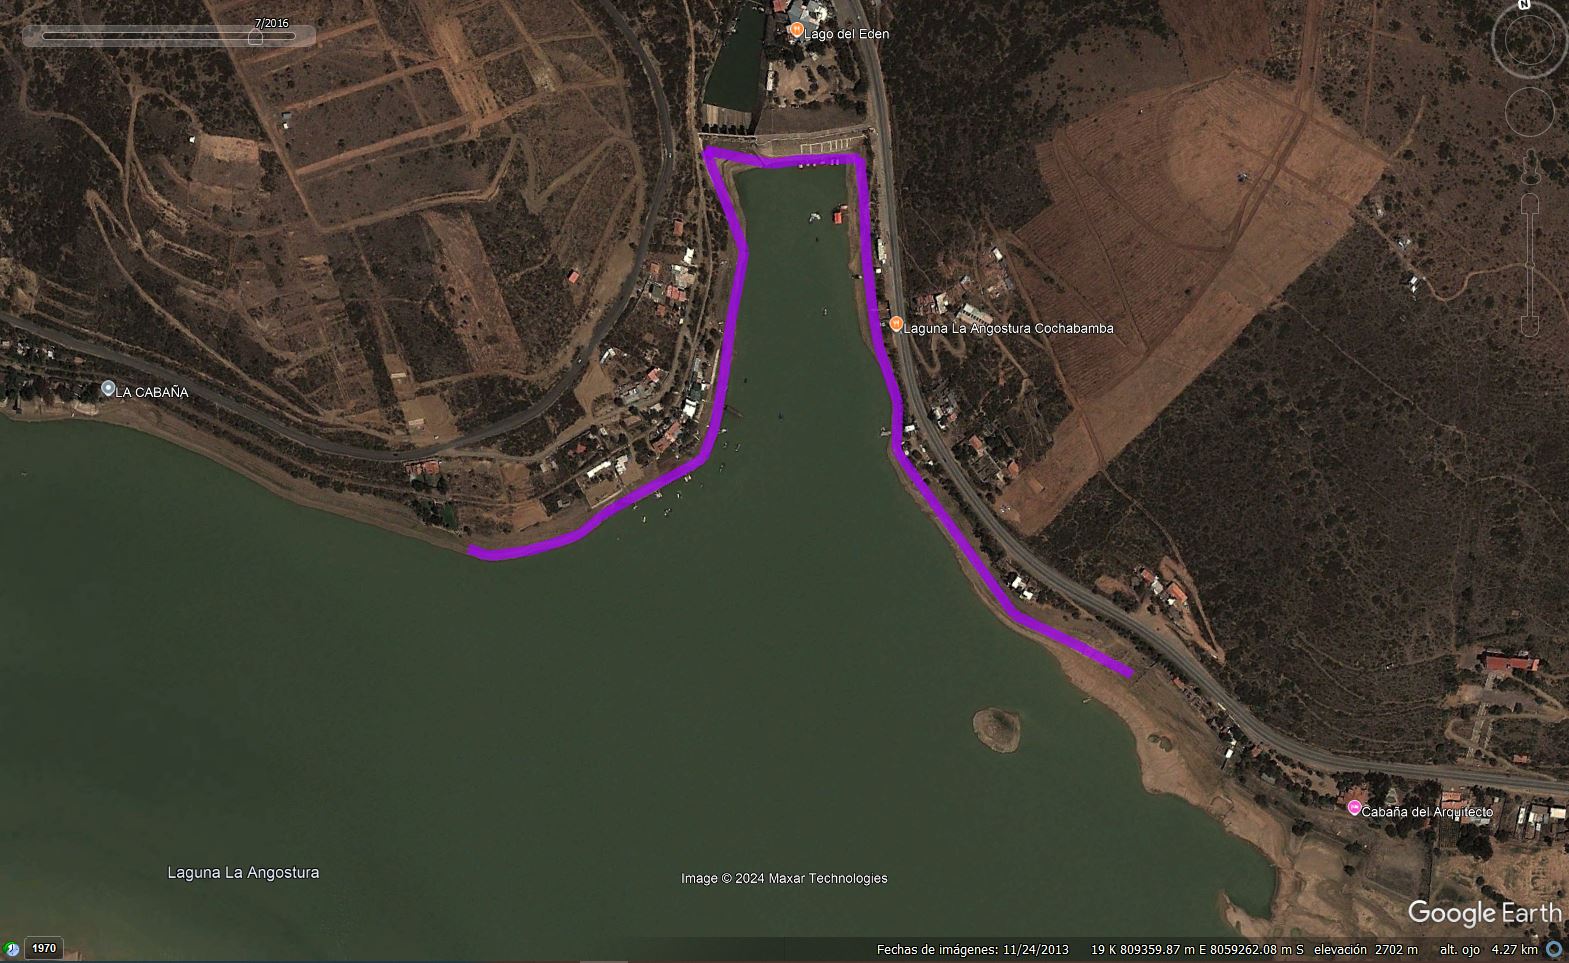 7/2016
N
Lago del Eden
Laguna La Angostura Cochabamba
LA CABAÑA
Cabaña del Arquitecto
Laguna La Angostura
Image © 2024 Maxar Technologies
Google Earth
1970
Fechas de imágenes: 11/24/2013 19 K 809359.87 m E 8059262.08 m S elevación 2702 m alt. ojo 4.27 km